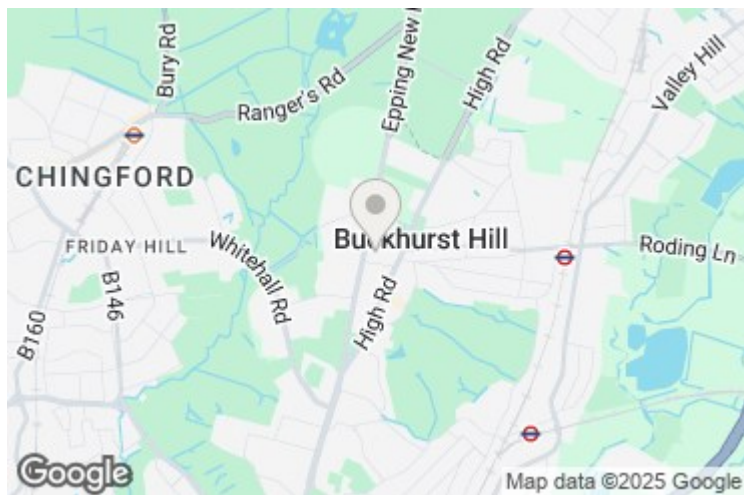 Bury Rd
Ranger's Rd
Epping New
High Rd
Valley Hill
CHINGFORD
FRIDAY HILL
Whitehall Rd
Buckhurst Hill
Roding Ln
B146
B160
High Rd
Google
Map data ©2025 Google